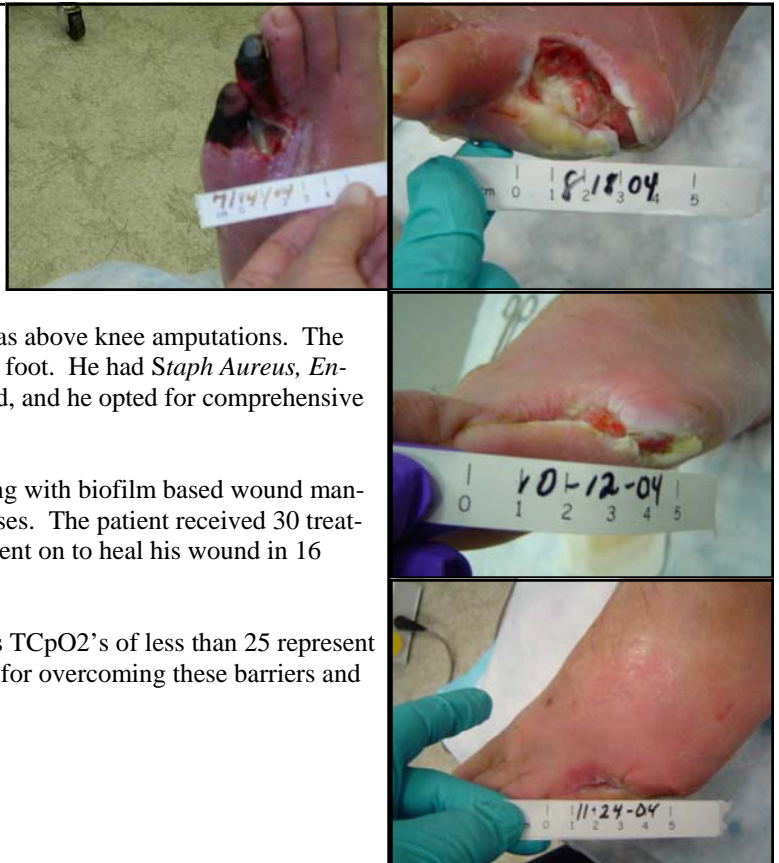 7/14/04
cm 0 1 2 3 4
8/18/04
cm 0 1 2 3 4 5
as above knee amputations. The
foot. He had Staph Aureus, En-
d, and he opted for comprehensive
10-12-04
0 1 2 3 4 5
ng with biofilm based wound man-
ses. The patient received 30 treat-
ent on to heal his wound in 16
s TCpO2's of less than 25 represent
for overcoming these barriers and
11-24-04
0 1 2 3 4 5